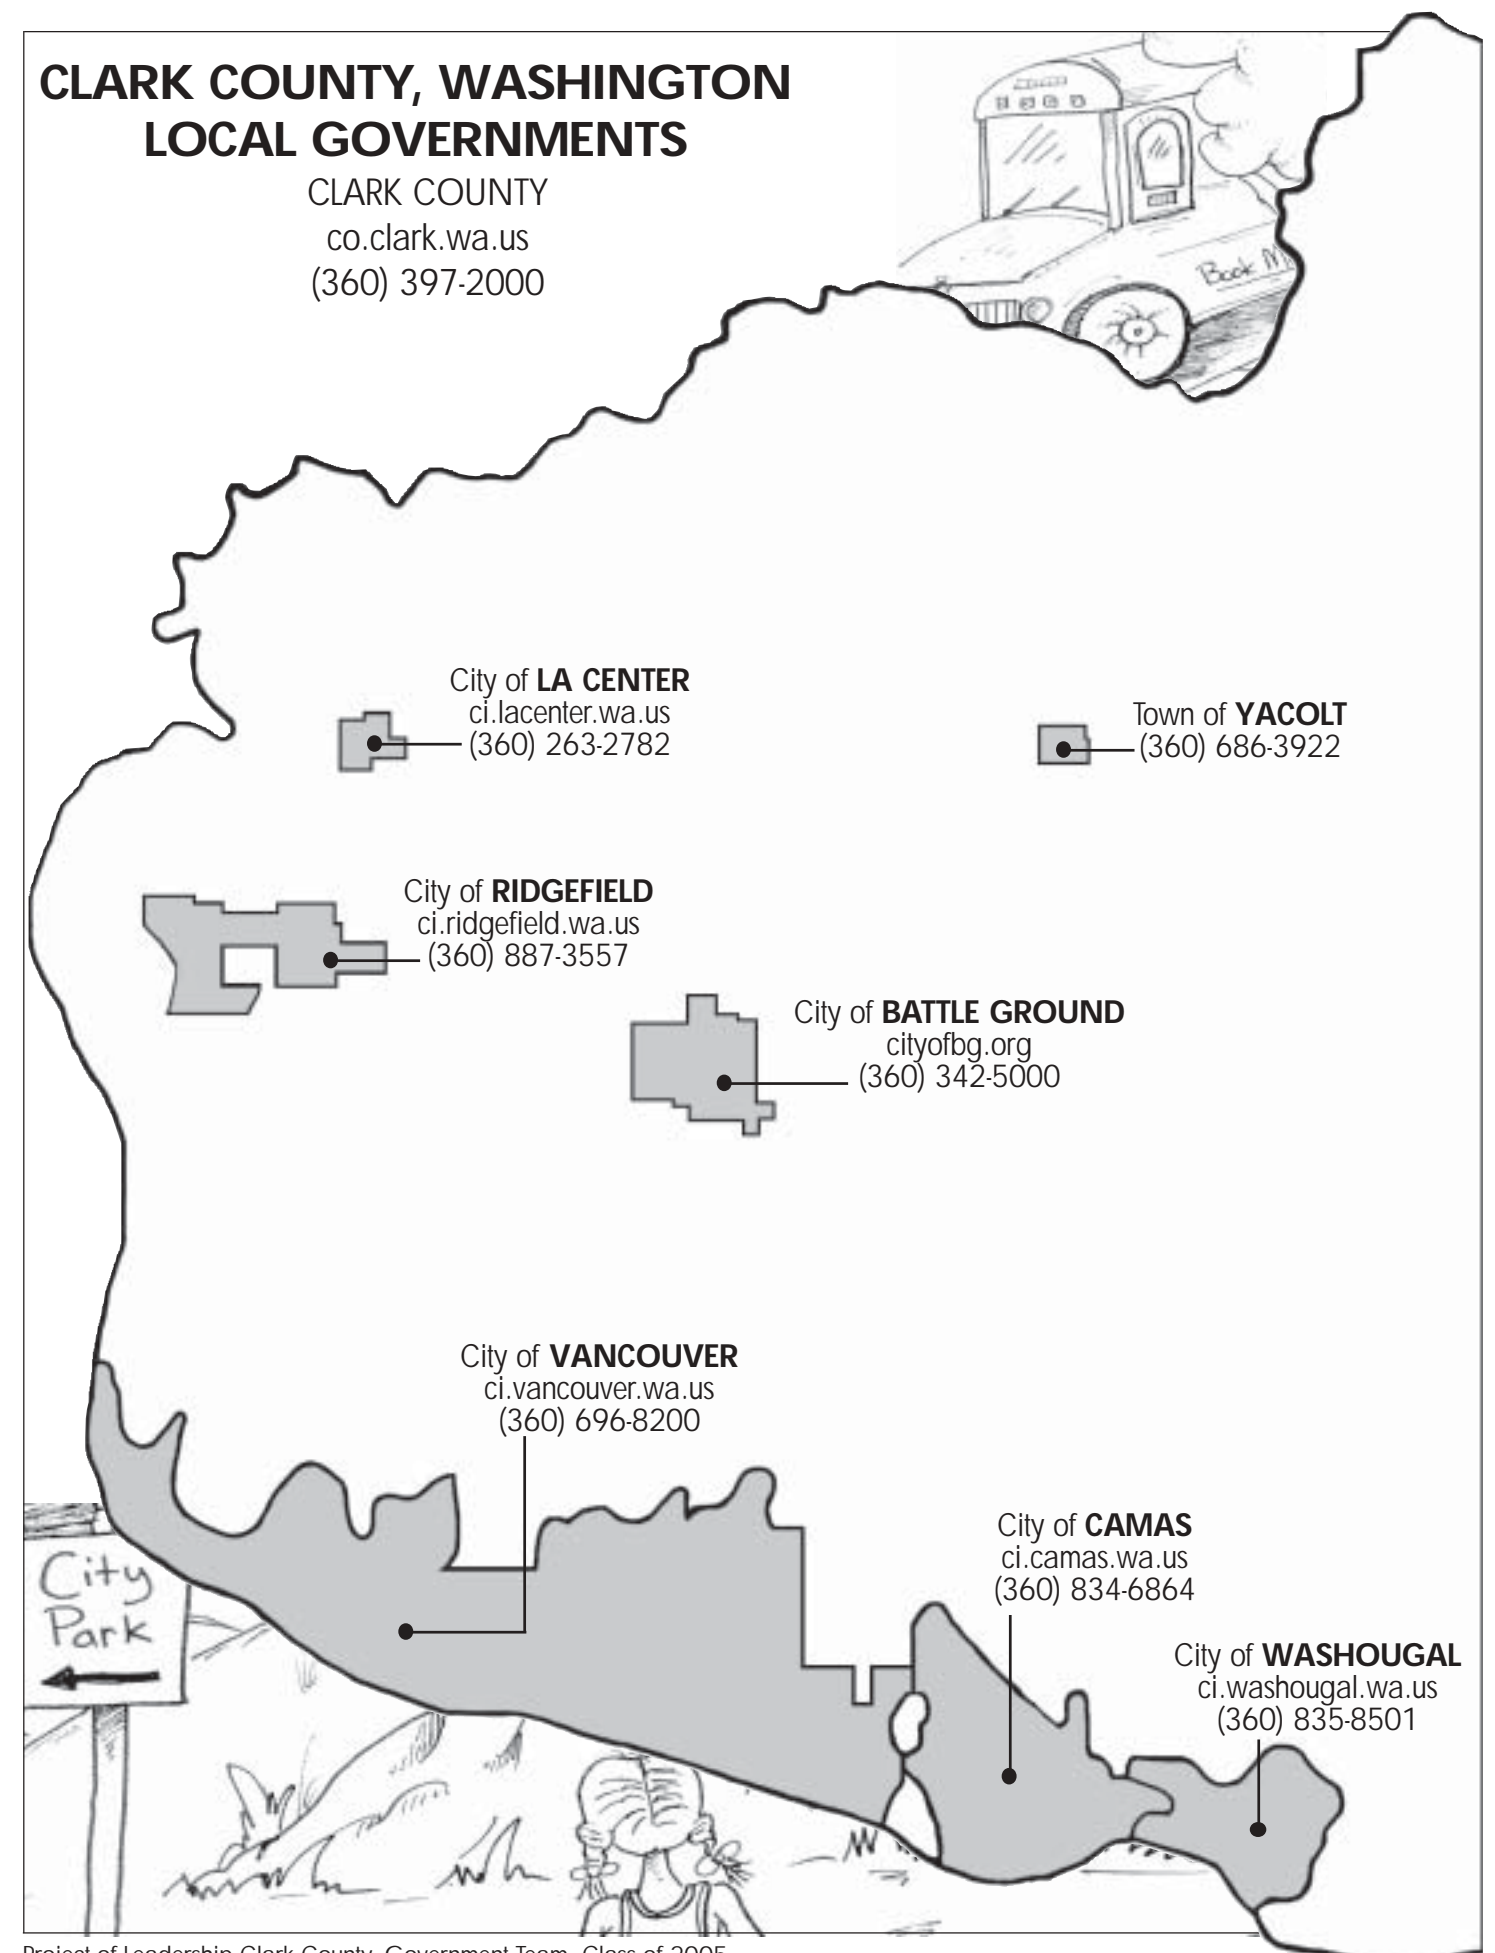 CLARK COUNTY, WASHINGTON
LOCAL GOVERNMENTS
CLARK COUNTY
co.clark.wa.us
(360) 397-2000
Book M
City of LA CENTER
ci.lacenter.wa.us
(360) 263-2782
Town of YACOLT
(360) 686-3922
City of RIDGEFIELD
ci.ridgefield.wa.us
(360) 887-3557
City of BATTLE GROUND
cityofbg.org
(360) 342-5000
City of VANCOUVER
ci.vancouver.wa.us
(360) 696-8200
City of CAMAS
ci.camas.wa.us
(360) 834-6864
City of WASHOUGAL
ci.washougal.wa.us
(360) 835-8501
City
Park
Project of Leadership Clark County, Government Team, Class of 2005